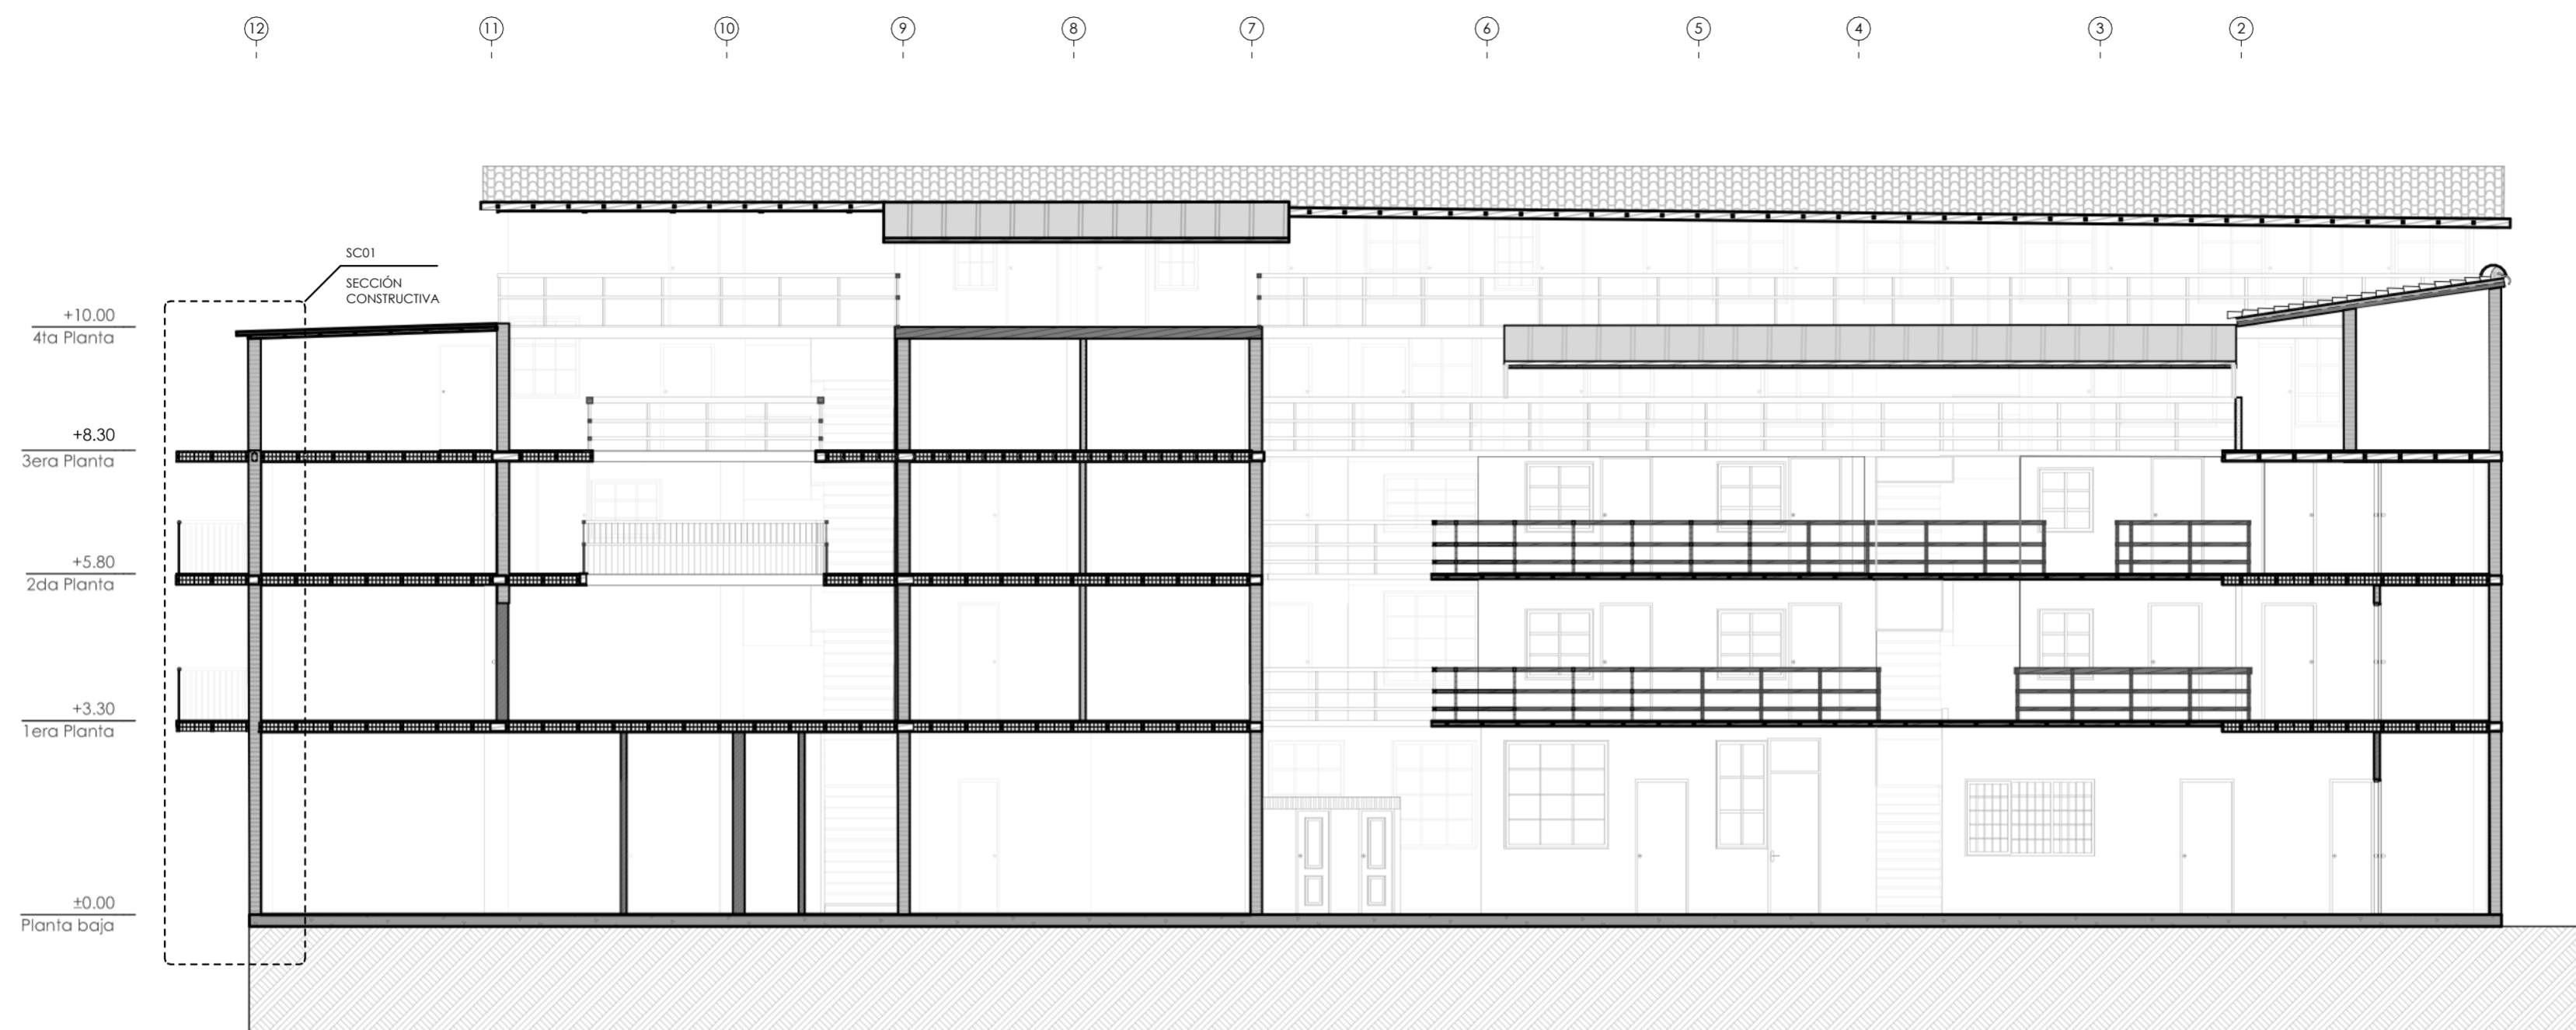 12 11 10 9 8 7 6 5 4 3 2
SC01
SECCIÓN
CONSTRUCTIVA
+10.00
4ta Planta
+8.30
3era Planta
+5.80
2da Planta
+3.30
1era Planta
±0.00
Planta baja